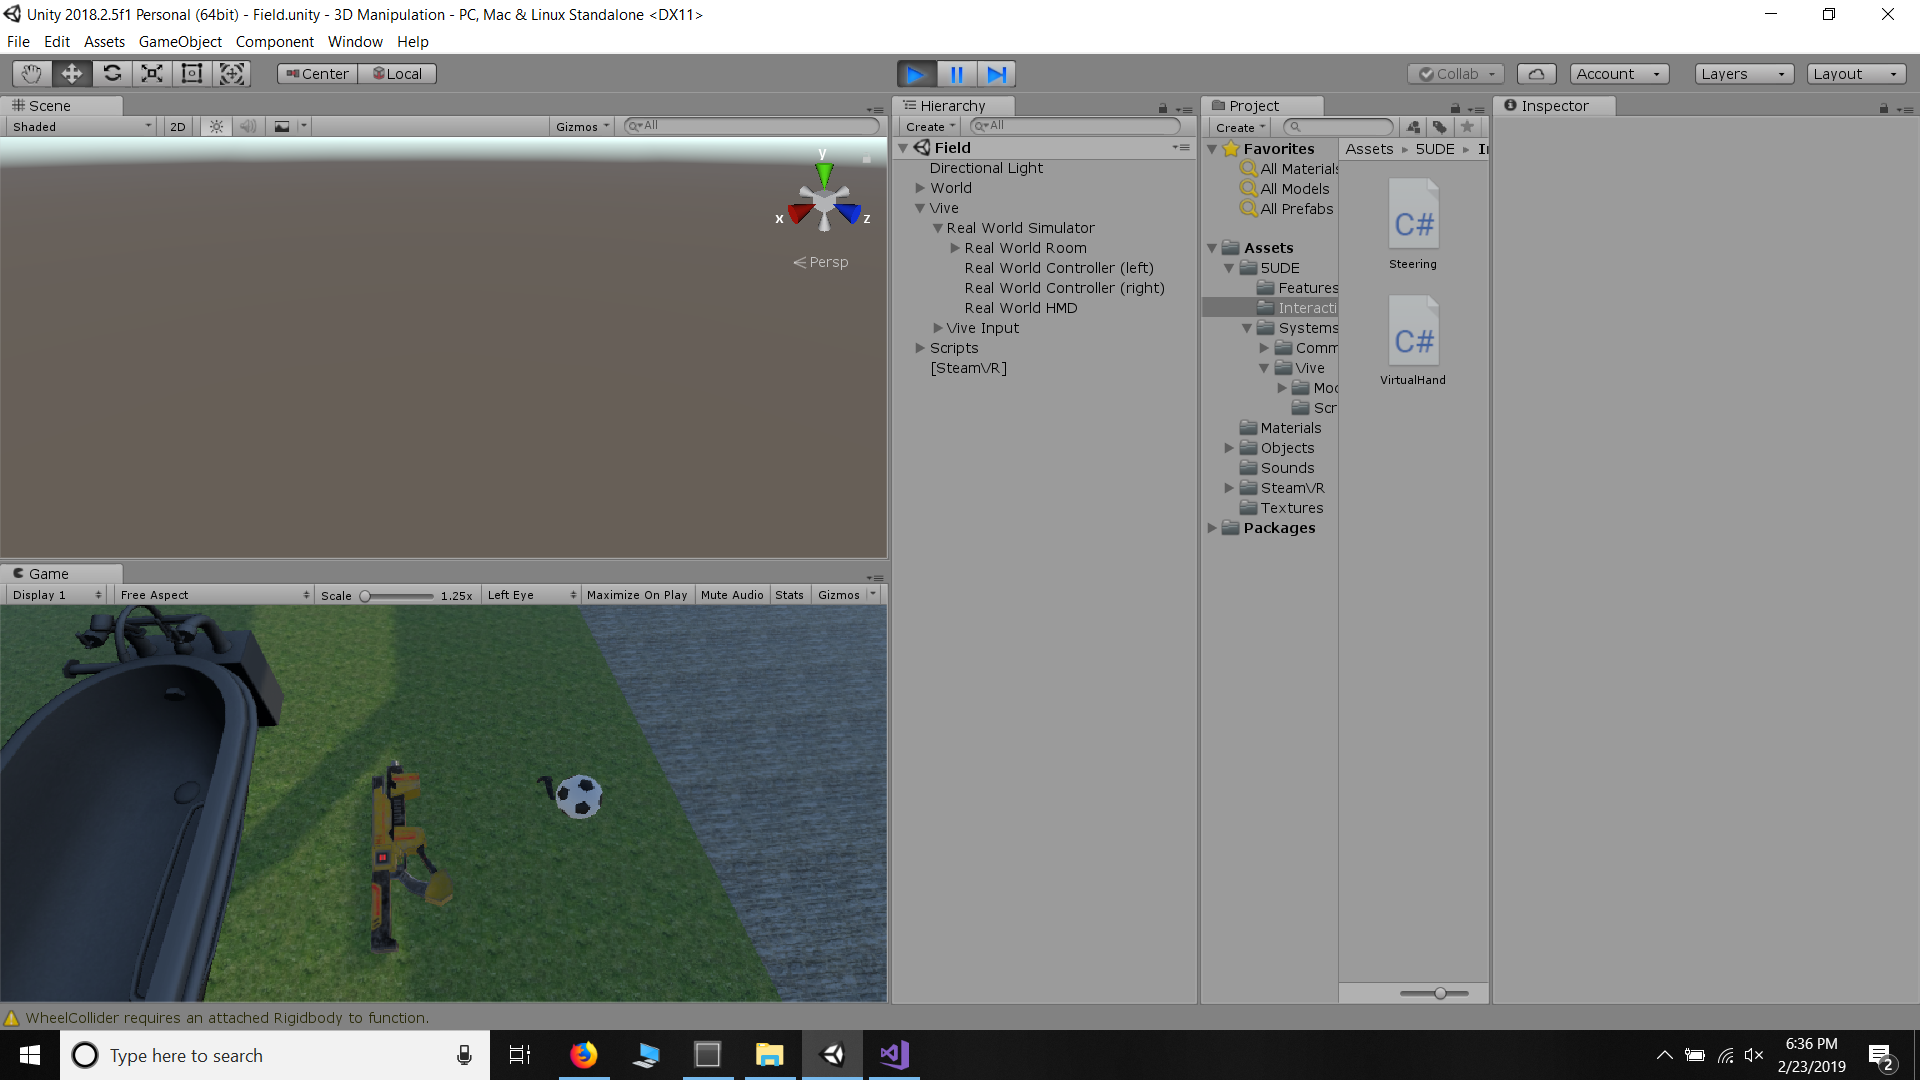 Unity 2018.2.5f1 Personal (64bit) - Field.unity - 3D Manipulation - PC, Mac & Linux Standalone <DX11>
File Edit Assets GameObject Component Window Help
Center Local Collab Account Layers Layout
Scene
Shaded 2D Gizmos All
y
x z
Persp
Hierarchy
Create All
Field
Directional Light
World
Vive
Real World Simulator
Real World Room
Real World Controller (left)
Real World Controller (right)
Real World HMD
Vive Input
Scripts
[SteamVR]
Project
Create
Favorites
All Materials
All Models
All Prefabs
Assets
5UDE
Features
Interacti
Systems
Comm
Vive
Moc
Scr
Materials
Objects
Sounds
SteamVR
Textures
Packages
Assets 5UDE In
C#
Steering
C#
VirtualHand
Inspector
Game
Display 1 Free Aspect Scale 1.25x Left Eye Maximize On Play Mute Audio Stats Gizmos
WheelCollider requires an attached Rigidbody to function.
Type here to search
6:36 PM
2/23/2019
2